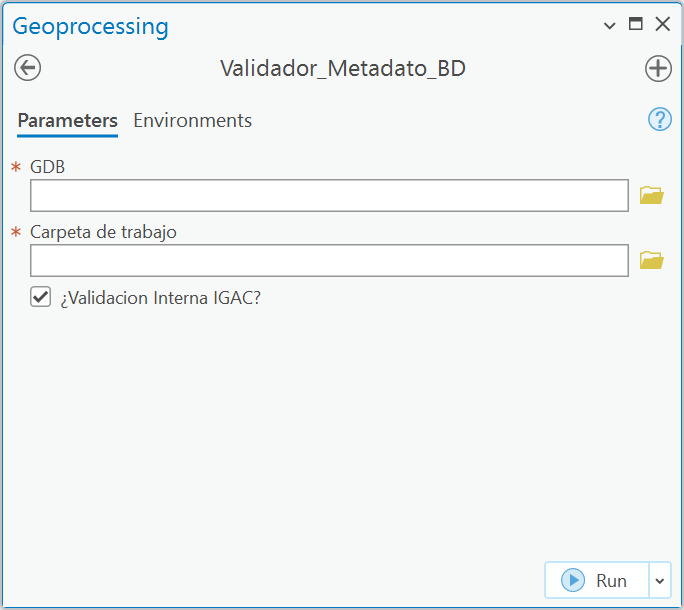 Geoprocessing
Validador_Metadato_BD
Parameters Environments
* GDB
* Carpeta de trabajo
¿Validacion Interna IGAC?
Run